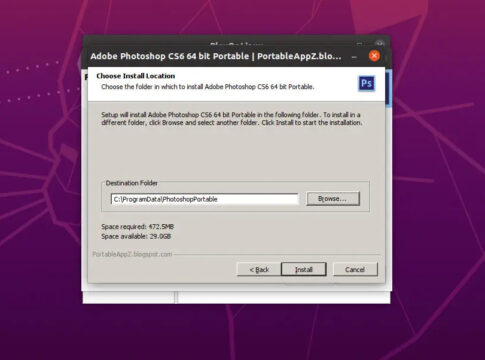 Adobe Photoshop CS6 64 bit Portable | PortableAppZ.blo...
Choose Install Location
Choose the folder in which to install Adobe Photoshop CS6 64 bit Portable.
Ps
Setup will install Adobe Photoshop CS6 64 bit Portable in the following folder. To install in a
different folder, click Browse and select another folder. Click Install to start the installation.
Destination Folder
C:\ProgramData\PhotoshopPortable
Browse...
Space required: 472.5MB
Space available: 29.0GB
PortableAppZ.blogspot.com
< Back
Install
Cancel